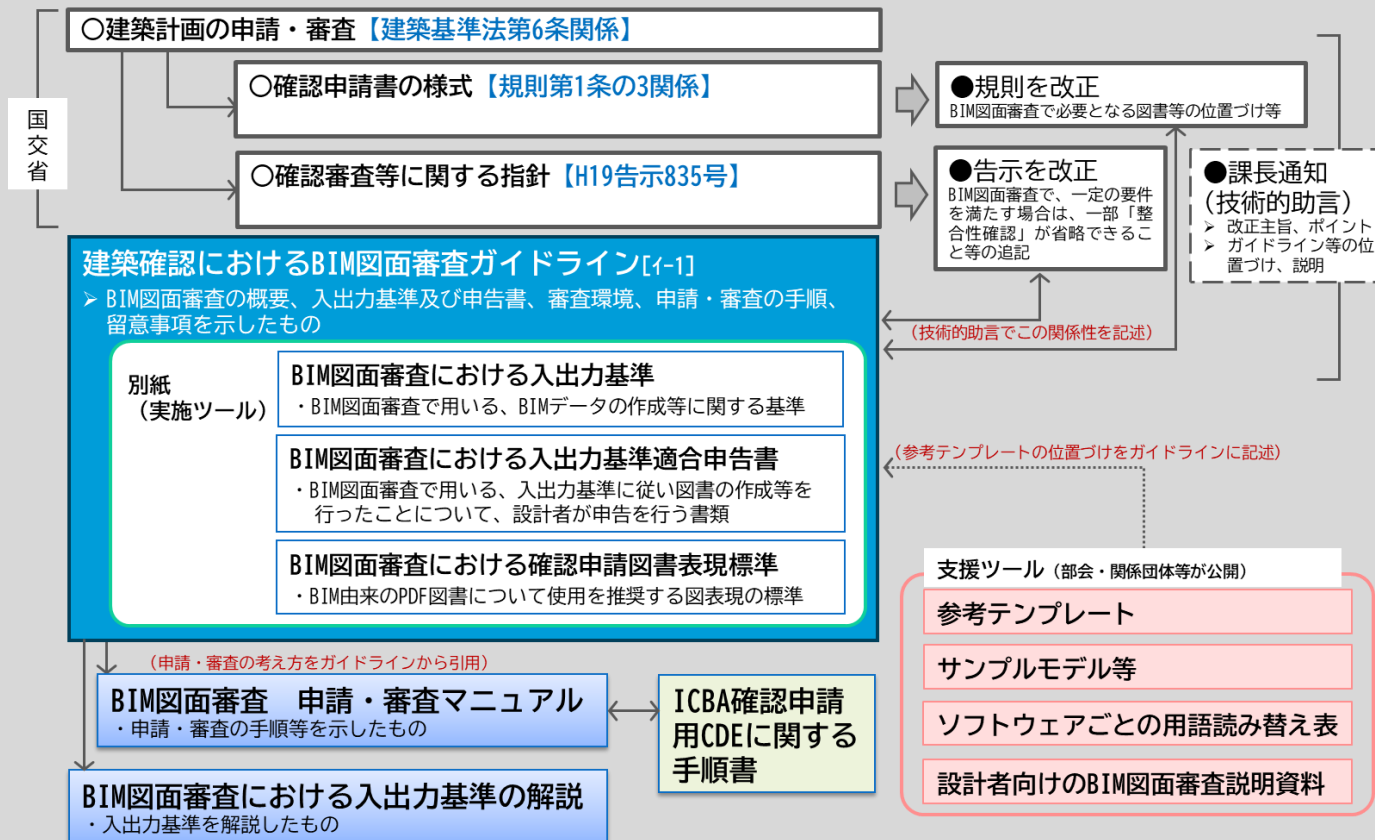 〇建築計画の申請・審査【建築基準法第6条関係】
国交省
〇確認申請書の様式【規則第1条の3関係】
●規則を改正
BIM図面審査で必要となる図書等の位置づけ等
〇確認審査等に関する指針【H19告示835号】
●告示を改正
BIM図面審査で、一定の要件
を満たす場合は、一部「整
合性確認」が省略できるこ
と等の追記
●課長通知
(技術的助言)
➢ 改正主旨、ポイント
➢ ガイドライン等の位
置づけ、説明
建築確認におけるBIM図面審査ガイドライン[ｲ-1]
➢ BIM図面審査の概要、入出力基準及び申告書、審査環境、申請・審査の手順、
留意事項を示したもの
(技術的助言でこの関係性を記述)
別紙
(実施ツール)
BIM図面審査における入出力基準
・BIM図面審査で用いる、BIMデータの作成等に関する基準
BIM図面審査における入出力基準適合申告書
・BIM図面審査で用いる、入出力基準に従い図書の作成等を
行ったことについて、設計者が申告を行う書類
BIM図面審査における確認申請図書表現標準
・BIM由来のPDF図書について使用を推奨する図表現の標準
(参考テンプレートの位置づけをガイドラインに記述)
支援ツール（部会・関係団体等が公開）
参考テンプレート
サンプルモデル等
ソフトウェアごとの用語読み替え表
設計者向けのBIM図面審査説明資料
(申請・審査の考え方をガイドラインから引用)
BIM図面審査　申請・審査マニュアル
・申請・審査の手順等を示したもの
ICBA確認申請
用CDEに関する
手順書
BIM図面審査における入出力基準の解説
・入出力基準を解説したもの